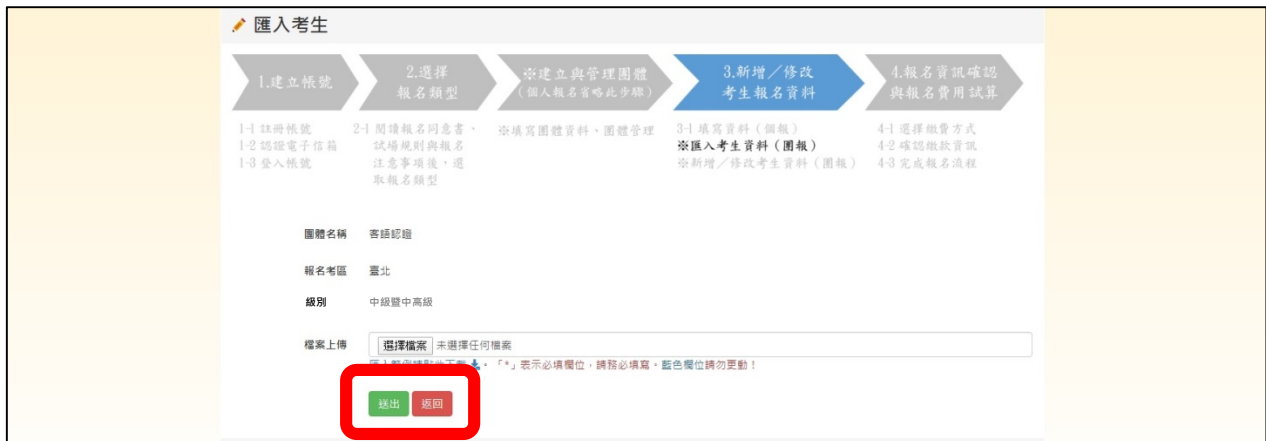 匯入考生
1.建立帳號
2.選擇
報名類型
※建立與管理團體
(個人報名省略此步驟)
3.新增／修改
考生報名資料
4.報名資訊確認
與報名費用試算
1-1 註冊帳號
1-2 認證電子信箱
1-3 登入帳號
2-1 閱讀報名同意書、
試場規則與報名
注意事項後，選
取報名類型
※填寫團體資料、團體管理
3-1 填寫資料（個報）
※匯入考生資料（團報）
※新增／修改考生資料（團報）
4-1 選擇繳費方式
4-2 確認繳款資訊
4-3 完成報名流程
團體名稱 客語認證
報名考區 臺北
級別 中級暨中高級
檔案上傳 選擇檔案 未選擇任何檔案
匯入範例請點此下載 。「*」表示必填欄位，請務必填寫。藍色欄位請勿更動！
送出 返回